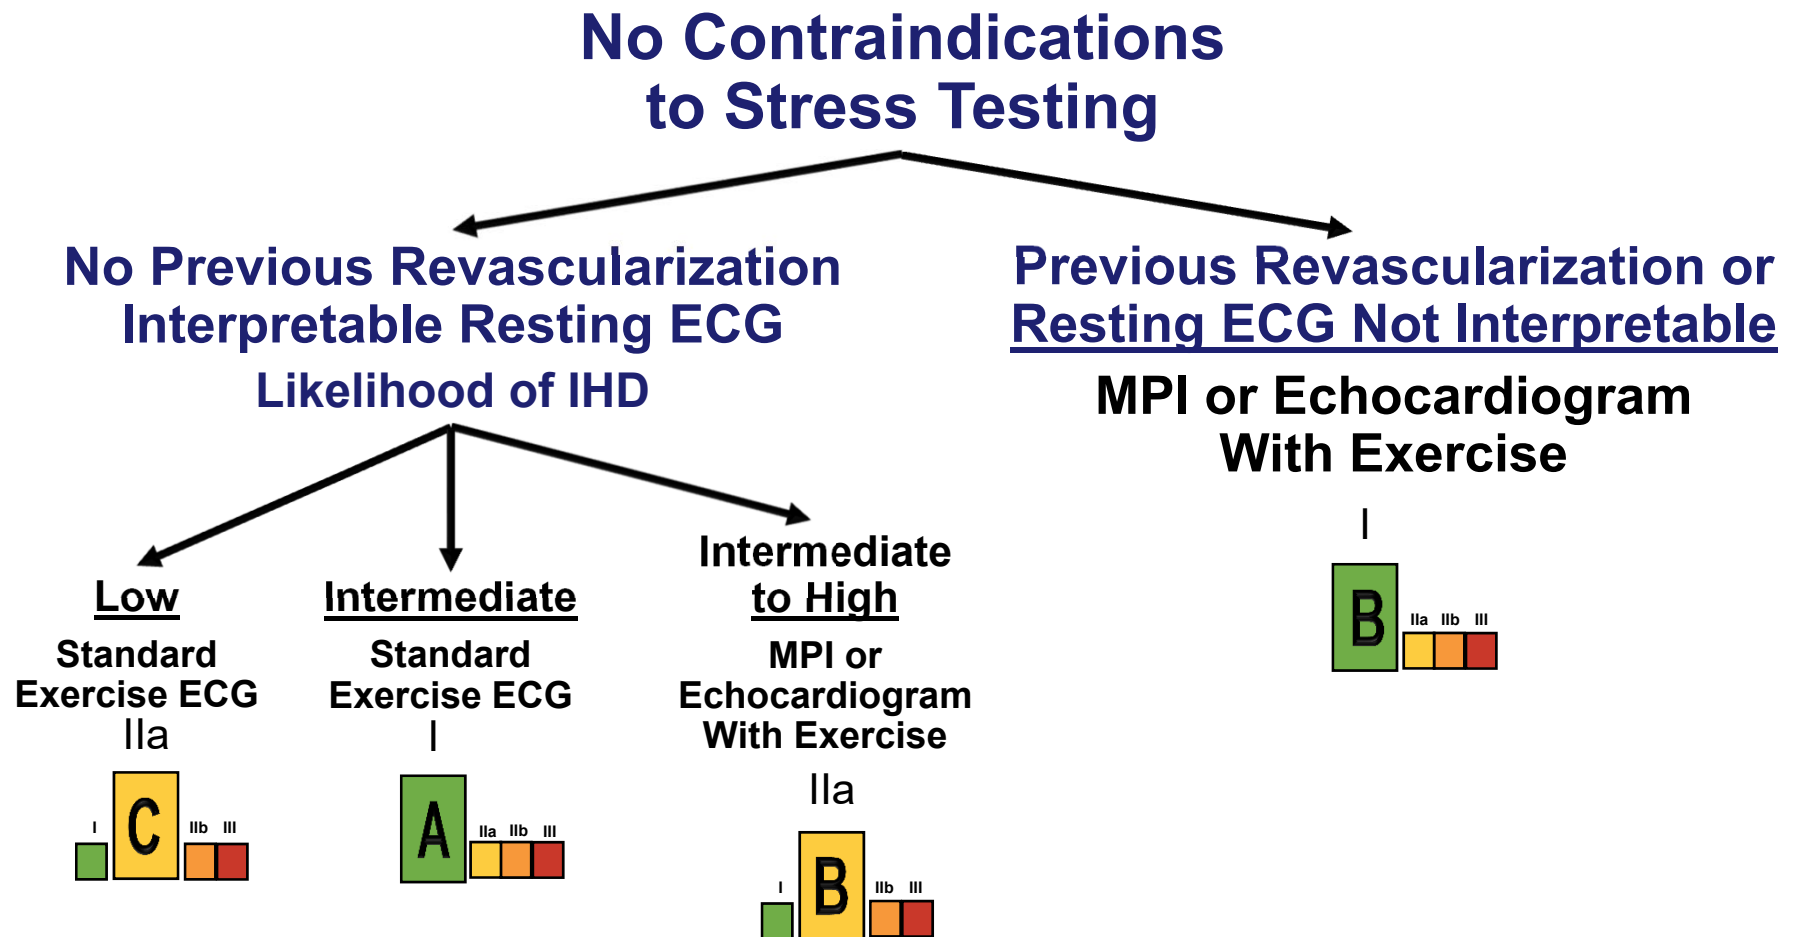 No Contraindications
to Stress Testing
No Previous Revascularization
Interpretable Resting ECG
Likelihood of IHD
Previous Revascularization or
Resting ECG Not Interpretable
MPI or Echocardiogram
With Exercise
I
B
IIa IIb III
Low
Standard
Exercise ECG
IIa
I
C
IIb III
Intermediate
Standard
Exercise ECG
I
A
IIa IIb III
Intermediate
to High
MPI or
Echocardiogram
With Exercise
IIa
I
B
IIb III